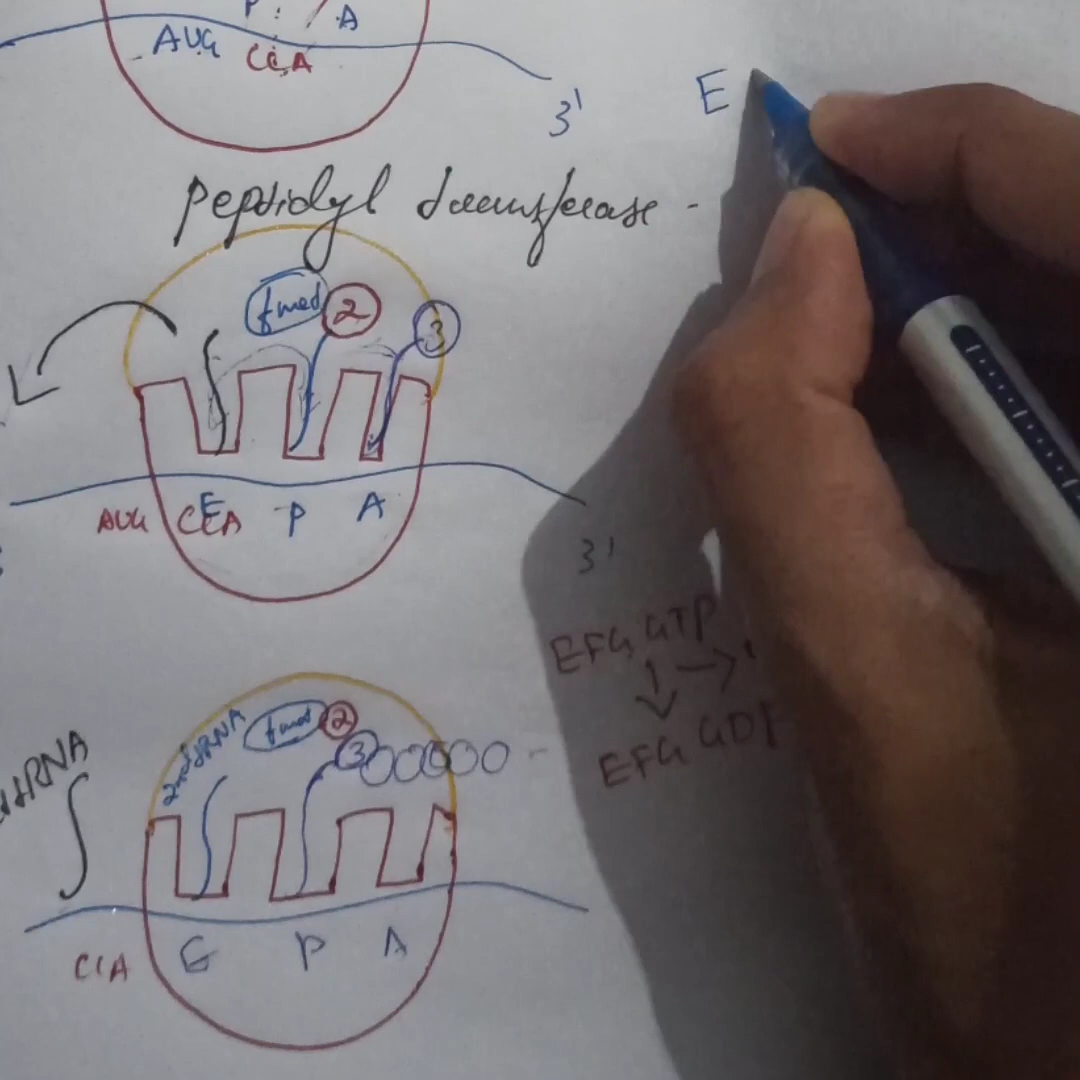 P A
AUG CCA
3'
E
peptidyl transferase -
fmet 2 3
AUG CCA E P A
3'
EFG GTP
EFG GDP
2nd tRNA fmet 2
3
tRNA
CCA E P A